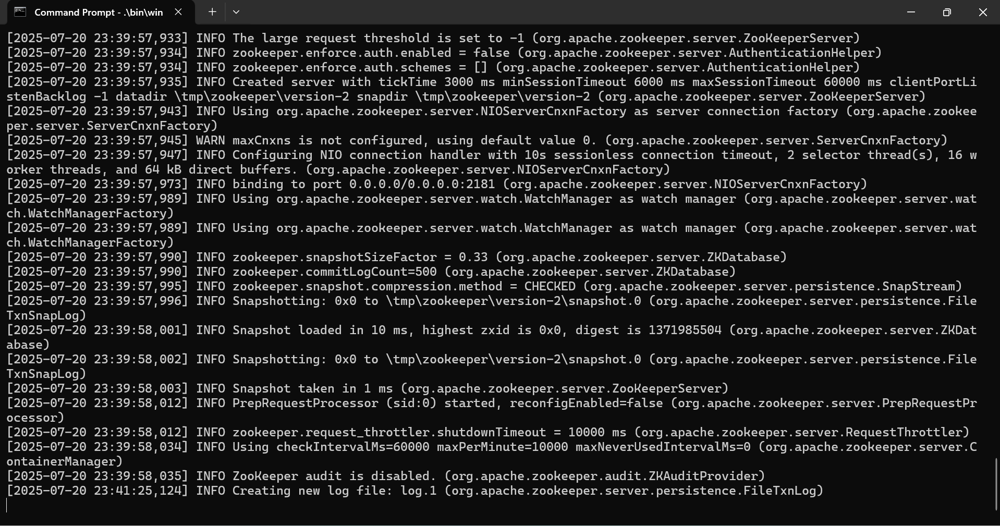 Command Prompt - .\bin\win
[2025-07-20 23:39:57,933] INFO The large request threshold is set to -1 (org.apache.zookeeper.server.ZooKeeperServer)
[2025-07-20 23:39:57,934] INFO zookeeper.enforce.auth.enabled = false (org.apache.zookeeper.server.AuthenticationHelper)
[2025-07-20 23:39:57,934] INFO zookeeper.enforce.auth.schemes = [] (org.apache.zookeeper.server.AuthenticationHelper)
[2025-07-20 23:39:57,935] INFO Created server with tickTime 3000 ms minSessionTimeout 6000 ms maxSessionTimeout 60000 ms clientPortLi
stenBacklog -1 datadir \tmp\zookeeper\version-2 snapdir \tmp\zookeeper\version-2 (org.apache.zookeeper.server.ZooKeeperServer)
[2025-07-20 23:39:57,943] INFO Using org.apache.zookeeper.server.NIOServerCnxnFactory as server connection factory (org.apache.zookee
per.server.ServerCnxnFactory)
[2025-07-20 23:39:57,945] WARN maxCnxns is not configured, using default value 0. (org.apache.zookeeper.server.ServerCnxnFactory)
[2025-07-20 23:39:57,947] INFO Configuring NIO connection handler with 10s sessionless connection timeout, 2 selector thread(s), 16 w
orker threads, and 64 kB direct buffers. (org.apache.zookeeper.server.NIOServerCnxnFactory)
[2025-07-20 23:39:57,973] INFO binding to port 0.0.0.0/0.0.0.0:2181 (org.apache.zookeeper.server.NIOServerCnxnFactory)
[2025-07-20 23:39:57,989] INFO Using org.apache.zookeeper.server.watch.WatchManager as watch manager (org.apache.zookeeper.server.wat
ch.WatchManagerFactory)
[2025-07-20 23:39:57,989] INFO Using org.apache.zookeeper.server.watch.WatchManager as watch manager (org.apache.zookeeper.server.wat
ch.WatchManagerFactory)
[2025-07-20 23:39:57,990] INFO zookeeper.snapshotSizeFactor = 0.33 (org.apache.zookeeper.server.ZKDatabase)
[2025-07-20 23:39:57,990] INFO zookeeper.commitLogCount=500 (org.apache.zookeeper.server.ZKDatabase)
[2025-07-20 23:39:57,995] INFO zookeeper.snapshot.compression.method = CHECKED (org.apache.zookeeper.server.persistence.SnapStream)
[2025-07-20 23:39:57,996] INFO Snapshotting: 0x0 to \tmp\zookeeper\version-2\snapshot.0 (org.apache.zookeeper.server.persistence.File
TxnSnapLog)
[2025-07-20 23:39:58,001] INFO Snapshot loaded in 10 ms, highest zxid is 0x0, digest is 1371985504 (org.apache.zookeeper.server.ZKDat
abase)
[2025-07-20 23:39:58,002] INFO Snapshotting: 0x0 to \tmp\zookeeper\version-2\snapshot.0 (org.apache.zookeeper.server.persistence.File
TxnSnapLog)
[2025-07-20 23:39:58,003] INFO Snapshot taken in 1 ms (org.apache.zookeeper.server.ZooKeeperServer)
[2025-07-20 23:39:58,012] INFO PrepRequestProcessor (sid:0) started, reconfigEnabled=false (org.apache.zookeeper.server.PrepRequestPr
ocessor)
[2025-07-20 23:39:58,012] INFO zookeeper.request_throttler.shutdownTimeout = 10000 ms (org.apache.zookeeper.server.RequestThrottler)
[2025-07-20 23:39:58,034] INFO Using checkIntervalMs=60000 maxPerMinute=10000 maxNeverUsedIntervalMs=0 (org.apache.zookeeper.server.C
ontainerManager)
[2025-07-20 23:39:58,035] INFO ZooKeeper audit is disabled. (org.apache.zookeeper.audit.ZKAuditProvider)
[2025-07-20 23:41:25,124] INFO Creating new log file: log.1 (org.apache.zookeeper.server.persistence.FileTxnLog)